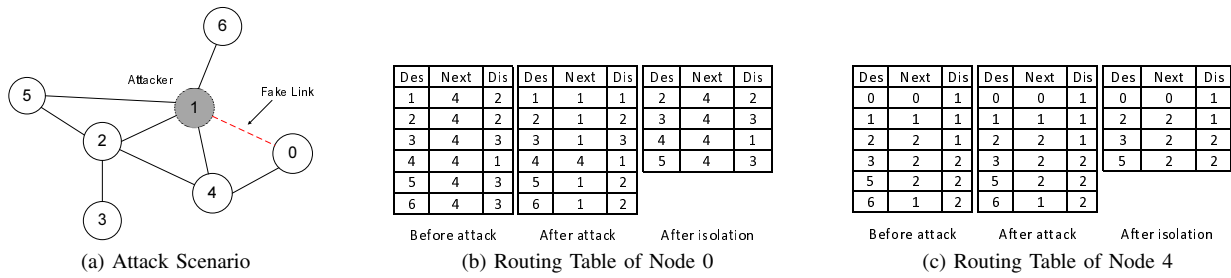 6
Attacker
Fake Link
5
1
2
0
4
3
(a) Attack Scenario
Des Next Dis
1 4 2
2 4 2
3 4 3
4 4 1
5 4 3
6 4 3
Before attack
Des Next Dis
1 1 1
2 1 2
3 1 3
4 4 1
5 1 2
6 1 2
After attack
Des Next Dis
2 4 2
3 4 3
4 4 1
5 4 3
After isolation
(b) Routing Table of Node 0
Des Next Dis
0 0 1
1 1 1
2 2 1
3 2 2
5 2 2
6 1 2
Before attack
Des Next Dis
0 0 1
1 1 1
2 2 1
3 2 2
5 2 2
6 1 2
After attack
Des Next Dis
0 0 1
2 2 1
3 2 2
5 2 2
After isolation
(c) Routing Table of Node 4